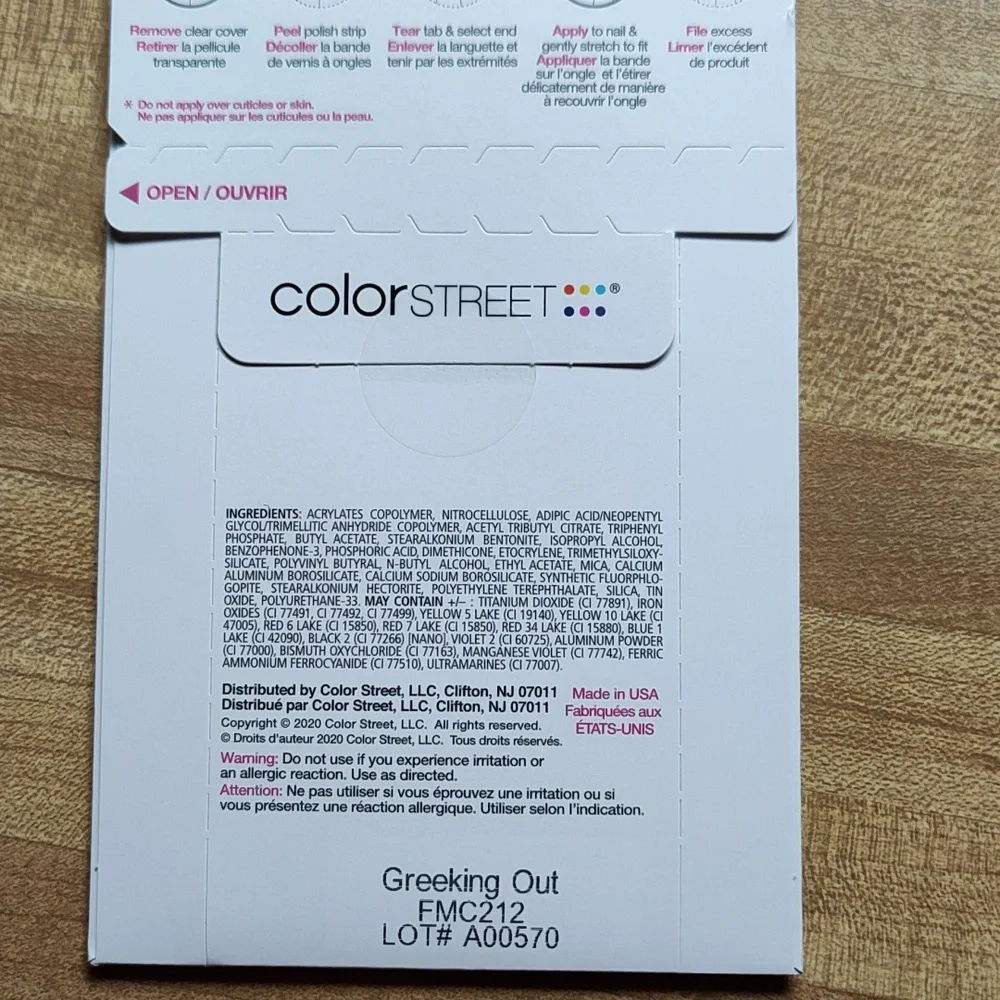 Remove clear cover
Retirer la pellicule
transparente
Peel polish strip
Décoller la bande
de vernis à ongles
Tear tab & select end
Enlever la languette et
tenir par les extrémités
Apply to nail &
gently stretch to fit
Appliquer la bande
sur l'ongle et l'étirer
délicatement de manière
à recouvrir l'ongle
File excess
Limer l'excédent
de produit
* Do not apply over cuticles or skin.
Ne pas appliquer sur les cuticules ou la peau.
OPEN / OUVRIR
colorSTREET ®
INGREDIENTS: ACRYLATES COPOLYMER, NITROCELLULOSE, ADIPIC ACID/NEOPENTYL
GLYCOL/TRIMELLITIC ANHYDRIDE COPOLYMER, ACETYL TRIBUTYL CITRATE, TRIPHENYL
PHOSPHATE, BUTYL ACETATE, STEARALKONIUM BENTONITE, ISOPROPYL ALCOHOL,
BENZOPHENONE-3, PHOSPHORIC ACID, DIMETHICONE, ETOCRYLENE, TRIMETHYLSILOXY-
SILICATE, POLYVINYL BUTYRAL, N-BUTYL ALCOHOL, ETHYL ACETATE, MICA, CALCIUM
ALUMINUM BOROSILICATE, CALCIUM SODIUM BOROSILICATE, SYNTHETIC FLUORPHLO-
GOPITE, STEARALKONIUM HECTORITE, POLYETHYLENE TEREPHTHALATE, SILICA, TIN
OXIDE, POLYURETHANE-33. MAY CONTAIN +/– : TITANIUM DIOXIDE (CI 77891), IRON
OXIDES (CI 77491, CI 77492, CI 77499), YELLOW 5 LAKE (CI 19140), YELLOW 10 LAKE (CI
47005), RED 6 LAKE (CI 15850), RED 7 LAKE (CI 15850), RED 34 LAKE (CI 15880), BLUE 1
LAKE (CI 42090), BLACK 2 (CI 77266) [NANO], VIOLET 2 (CI 60725), ALUMINUM POWDER
(CI 77000), BISMUTH OXYCHLORIDE (CI 77163), MANGANESE VIOLET (CI 77742), FERRIC
AMMONIUM FERROCYANIDE (CI 77510), ULTRAMARINES (CI 77007).
Distributed by Color Street, LLC, Clifton, NJ 07011
Distribué par Color Street, LLC, Clifton, NJ 07011
Copyright © 2020 Color Street, LLC. All rights reserved.
© Droits d'auteur 2020 Color Street, LLC. Tous droits réservés.
Made in USA
Fabriquées aux
ÉTATS-UNIS
Warning: Do not use if you experience irritation or
an allergic reaction. Use as directed.
Attention: Ne pas utiliser si vous éprouvez une irritation ou si
vous présentez une réaction allergique. Utiliser selon l'indication.
Greeking Out
FMC212
LOT# A00570